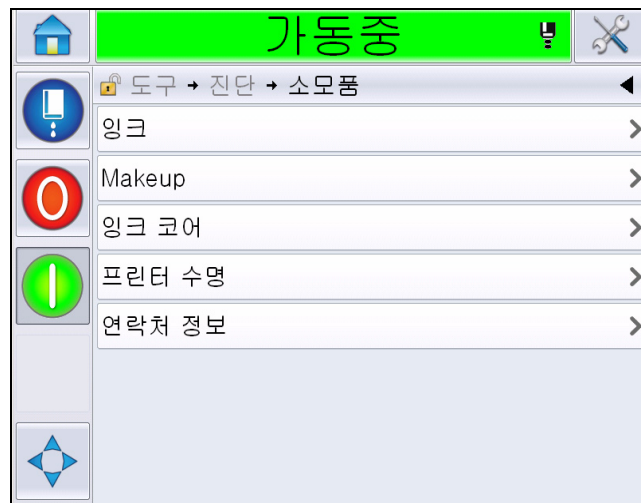 가동중
도구 → 진단 → 소모품
잉크
Makeup
잉크 코어
프린터 수명
연락처 정보